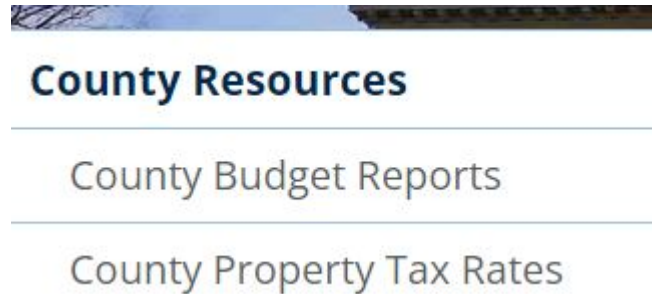 County Resources
County Budget Reports
County Property Tax Rates